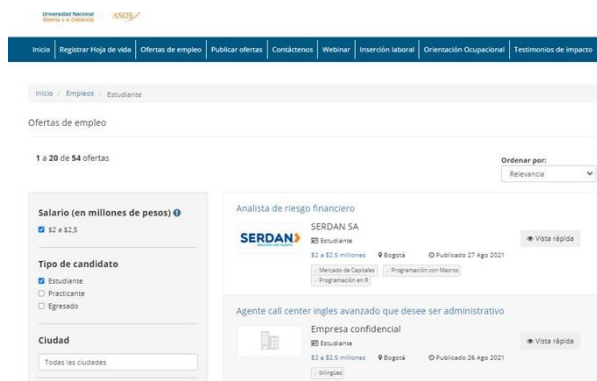 Universidad Nacional
Abierta y a Distancia
AÑOS
Inicio
Registrar Hoja de vida
Ofertas de empleo
Publicar ofertas
Contáctenos
Webinar
Inserción laboral
Orientación Ocupacional
Testimonios de impacto
Inicio / Empleos / Estudiante
Ofertas de empleo
1 a 20 de 54 ofertas
Ordenar por:
Relevancia
Salario (en millones de pesos)
$2 a $2,5
Tipo de candidato
Estudiante
Practicante
Egresado
Ciudad
Todas las ciudades
Analista de riesgo financiero
SERDAN
SERDAN SA
Estudiante
$2 a $2,5 millones Bogotá Publicado 27 Ago 2021
Mercado de Capitales Programación con Macros
Programación en R
Vista rápida
Agente call center ingles avanzado que desee ser administrativo
Empresa confidencial
Estudiante
$2 a $2,5 millones Bogotá Publicado 26 Ago 2021
bilingües
Vista rápida